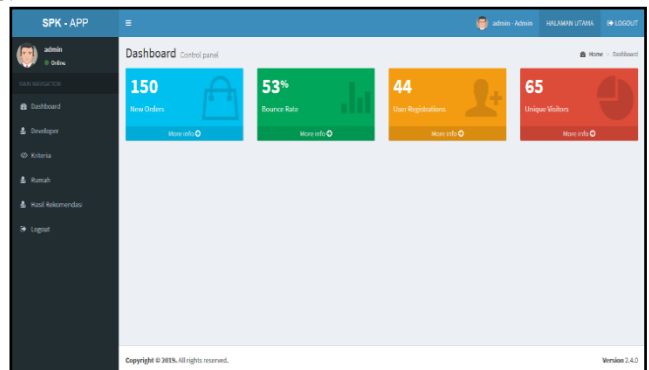 SPK - APP
admin - Admin HALAMAN UTAMA LOGOUT
admin
Online
MAIN NAVIGATION
Dashboard
Developer
Kriteria
Rumah
Hasil Rekomendasi
Logout
Dashboard Control panel
Home > Dashboard
150
New Orders
More info
53%
Bounce Rate
More info
44
User Registrations
More info
65
Unique Visitors
More info
Copyright © 2019. All rights reserved.
Version 2.4.0